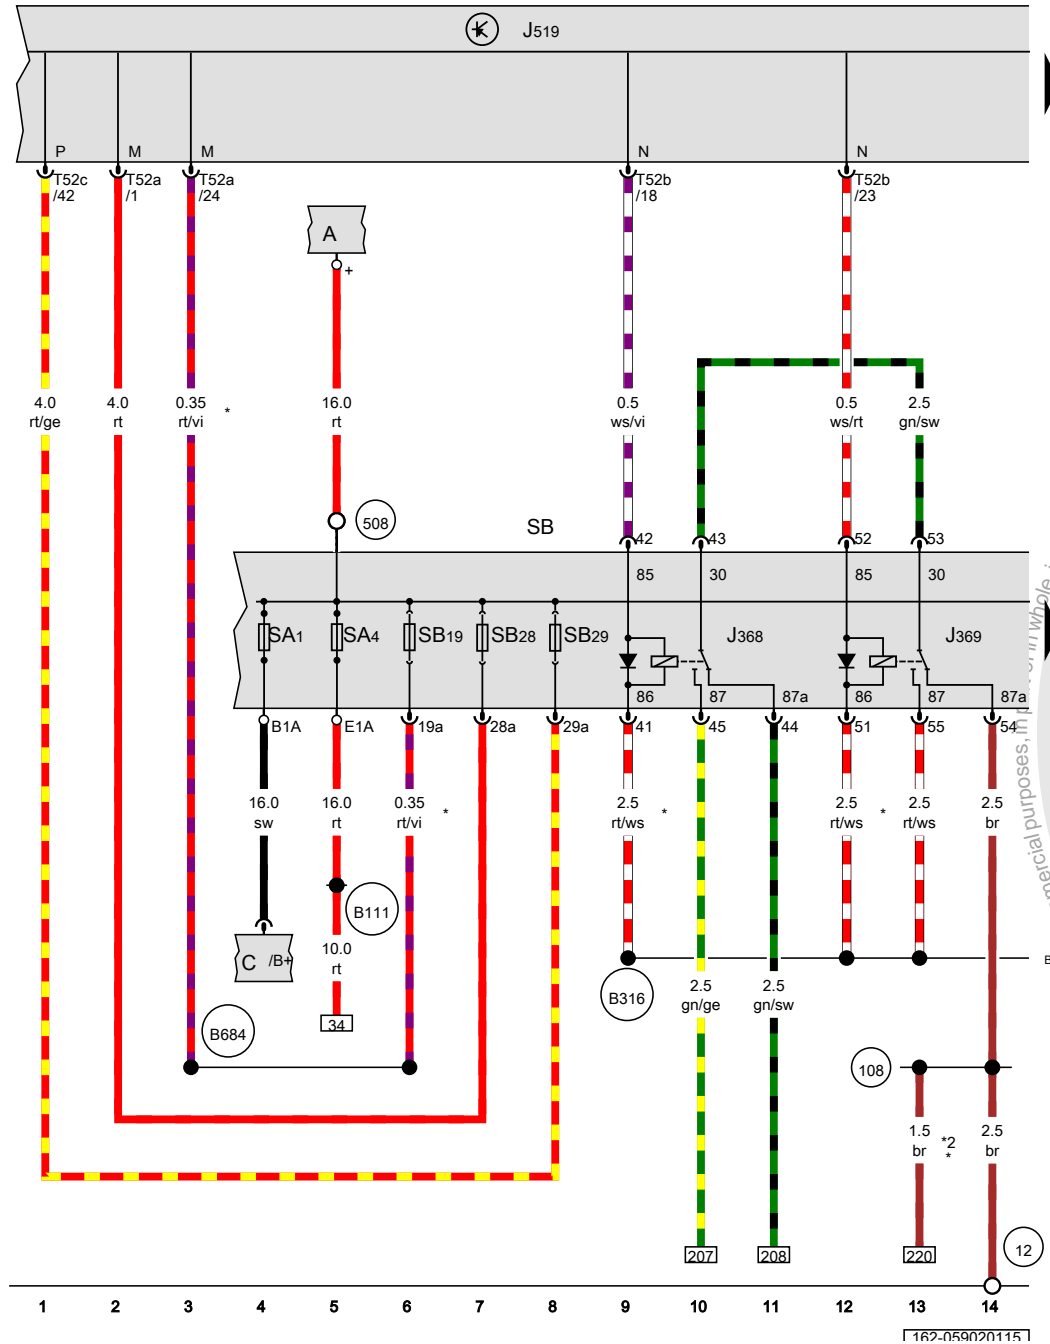 J519
P
M
M
N
N
T52c
/42
T52a
/1
T52a
/24
T52b
/18
T52b
/23
A
+
4.0
rt/ge
4.0
rt
0.35
rt/vi
*
16.0
rt
0.5
ws/vi
0.5
ws/rt
2.5
gn/sw
508
SB
42
43
52
53
85
30
85
30
SA1
SA4
SB19
SB28
SB29
J368
J369
86
87
87a
86
87
87a
B1A
E1A
19a
28a
29a
41
45
44
51
55
54
16.0
sw
16.0
rt
0.35
rt/vi
*
2.5
rt/ws
*
2.5
rt/ws
*
2.5
rt/ws
2.5
br
B111
C
/B+
10.0
rt
34
B316
2.5
gn/ge
2.5
gn/sw
B684
108
1.5
br
*2
*
2.5
br
207
208
220
12
1
2
3
4
5
6
7
8
9
10
11
12
13
14
162-059020115